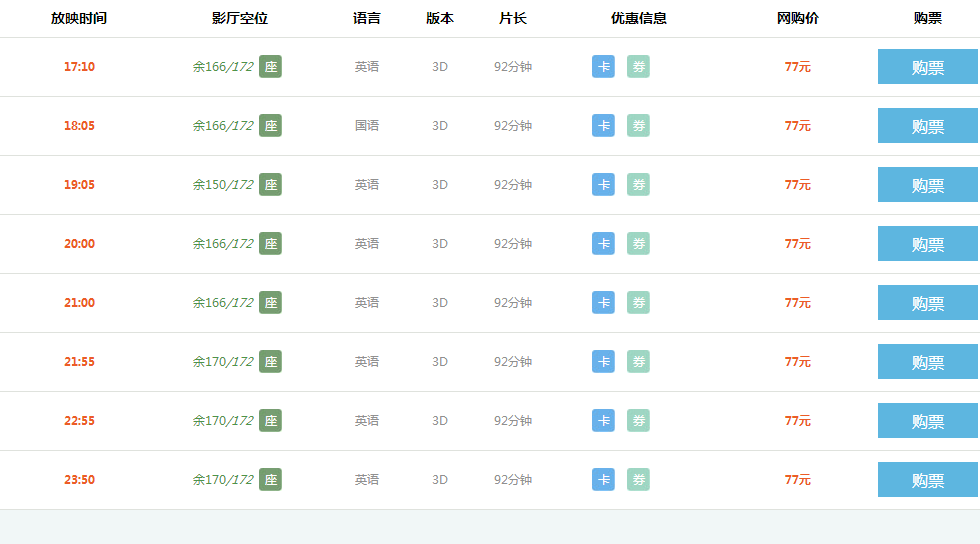 放映时间 影厅空位 语言 版本 片长 优惠信息 网购价 购票
17:10 余166/172 座 英语 3D 92分钟 卡 券 77元 购票
18:05 余166/172 座 国语 3D 92分钟 卡 券 77元 购票
19:05 余150/172 座 英语 3D 92分钟 卡 券 77元 购票
20:00 余166/172 座 英语 3D 92分钟 卡 券 77元 购票
21:00 余166/172 座 英语 3D 92分钟 卡 券 77元 购票
21:55 余170/172 座 英语 3D 92分钟 卡 券 77元 购票
22:55 余170/172 座 英语 3D 92分钟 卡 券 77元 购票
23:50 余170/172 座 英语 3D 92分钟 卡 券 77元 购票